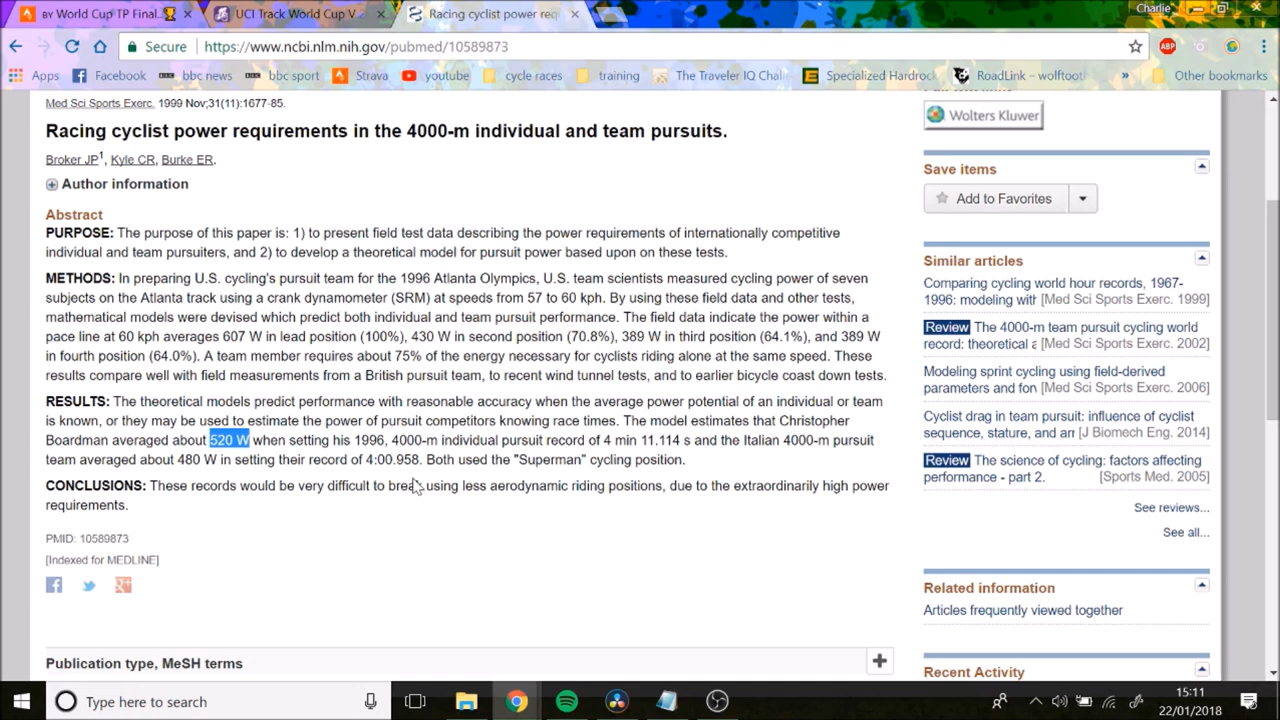 BY World Cup TP Final..
UCI Track World Cup V
Racing cyclist power req
Charlie
Secure
https://www.ncbi.nlm.nih.gov/pubmed/10589873
ABP
Apps
Facebook
bbc news
bbc sport
Strava
youtube
cycle races
training
The Traveler IQ Chall
Specialized Hardrock
RoadLink – wolftooth
»
Other bookmarks
Med Sci Sports Exerc. 1999 Nov;31(11):1677-85.
Racing cyclist power requirements in the 4000-m individual and team pursuits.
Broker JP1, Kyle CR, Burke ER.
Author information
Abstract
PURPOSE: The purpose of this paper is: 1) to present field test data describing the power requirements of internationally competitive
individual and team pursuiters, and 2) to develop a theoretical model for pursuit power based upon on these tests.
METHODS: In preparing U.S. cycling's pursuit team for the 1996 Atlanta Olympics, U.S. team scientists measured cycling power of seven
subjects on the Atlanta track using a crank dynamometer (SRM) at speeds from 57 to 60 kph. By using these field data and other tests,
mathematical models were devised which predict both individual and team pursuit performance. The field data indicate the power within a
pace line at 60 kph averages 607 W in lead position (100%), 430 W in second position (70.8%), 389 W in third position (64.1%), and 389 W
in fourth position (64.0%). A team member requires about 75% of the energy necessary for cyclists riding alone at the same speed. These
results compare well with field measurements from a British pursuit team, to recent wind tunnel tests, and to earlier bicycle coast down tests.
RESULTS: The theoretical models predict performance with reasonable accuracy when the average power potential of an individual or team
is known, or they may be used to estimate the power of pursuit competitors knowing race times. The model estimates that Christopher
Boardman averaged about 520 W when setting his 1996, 4000-m individual pursuit record of 4 min 11.114 s and the Italian 4000-m pursuit
team averaged about 480 W in setting their record of 4:00.958. Both used the "Superman" cycling position.
CONCLUSIONS: These records would be very difficult to break using less aerodynamic riding positions, due to the extraordinarily high power
requirements.
PMID: 10589873
[Indexed for MEDLINE]
Publication type, MeSH terms
Wolters Kluwer
Save items
Add to Favorites
Similar articles
Comparing cycling world hour records, 1967-
1996: modeling with [Med Sci Sports Exerc. 1999]
Review The 4000-m team pursuit cycling world
record: theoretical a [Med Sci Sports Exerc. 2002]
Modeling sprint cycling using field-derived
parameters and for [Med Sci Sports Exerc. 2006]
Cyclist drag in team pursuit: influence of cyclist
sequence, stature, and arr [J Biomech Eng. 2014]
Review The science of cycling: factors affecting
performance - part 2. [Sports Med. 2005]
See reviews...
See all...
Related information
Articles frequently viewed together
Recent Activity
Type here to search
15:11
22/01/2018